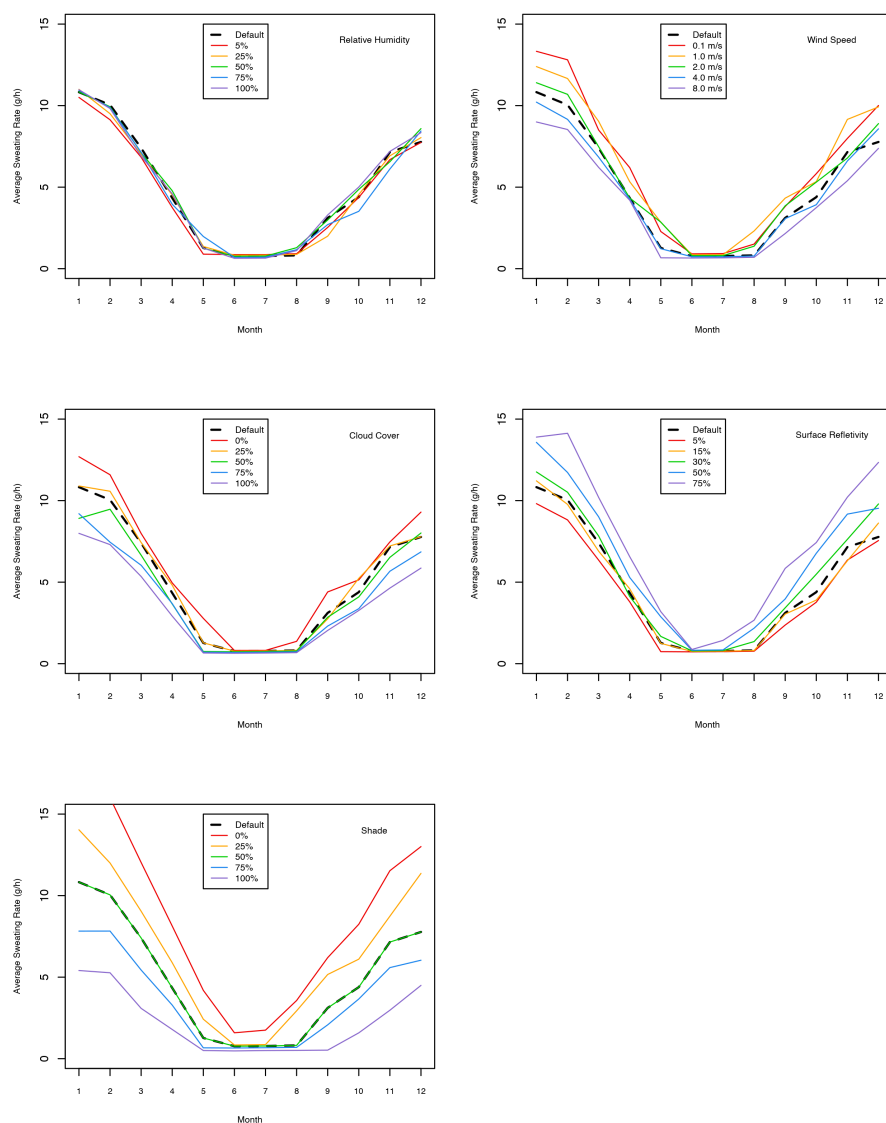 Relative Humidity
Default
5%
25%
50%
75%
100%
Average Sweating Rate (g/h)
0 5 10 15
1 2 3 4 5 6 7 8 9 10 11 12
Month
Wind Speed
Default
0.1 m/s
1.0 m/s
2.0 m/s
4.0 m/s
8.0 m/s
Average Sweating Rate (g/h)
0 5 10 15
1 2 3 4 5 6 7 8 9 10 11 12
Month
Cloud Cover
Default
0%
25%
50%
75%
100%
Average Sweating Rate (g/h)
0 5 10 15
1 2 3 4 5 6 7 8 9 10 11 12
Month
Surface Refletivity
Default
5%
15%
30%
50%
75%
Average Sweating Rate (g/h)
0 5 10 15
1 2 3 4 5 6 7 8 9 10 11 12
Month
Shade
Default
0%
25%
50%
75%
100%
Average Sweating Rate (g/h)
0 5 10 15
1 2 3 4 5 6 7 8 9 10 11 12
Month